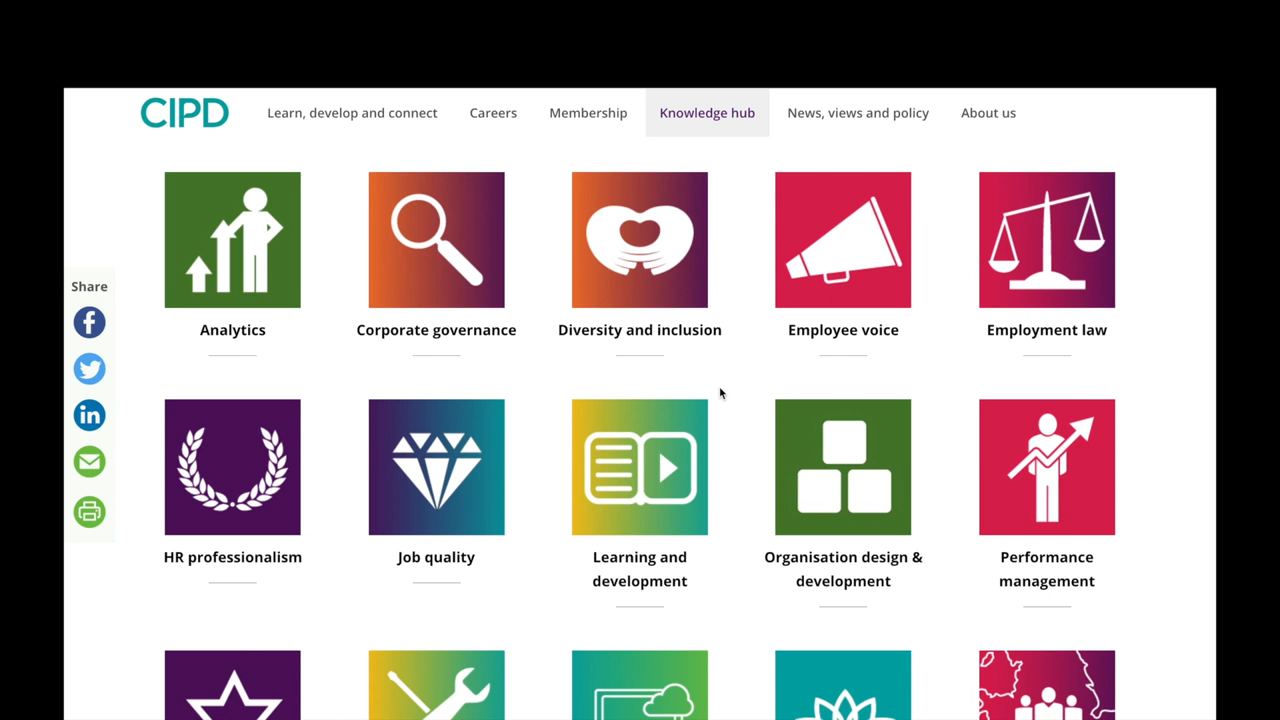 CIPD
Learn, develop and connect
Careers
Membership
Knowledge hub
News, views and policy
About us
Share
Analytics
Corporate governance
Diversity and inclusion
Employee voice
Employment law
HR professionalism
Job quality
Learning and
development
Organisation design &
development
Performance
management